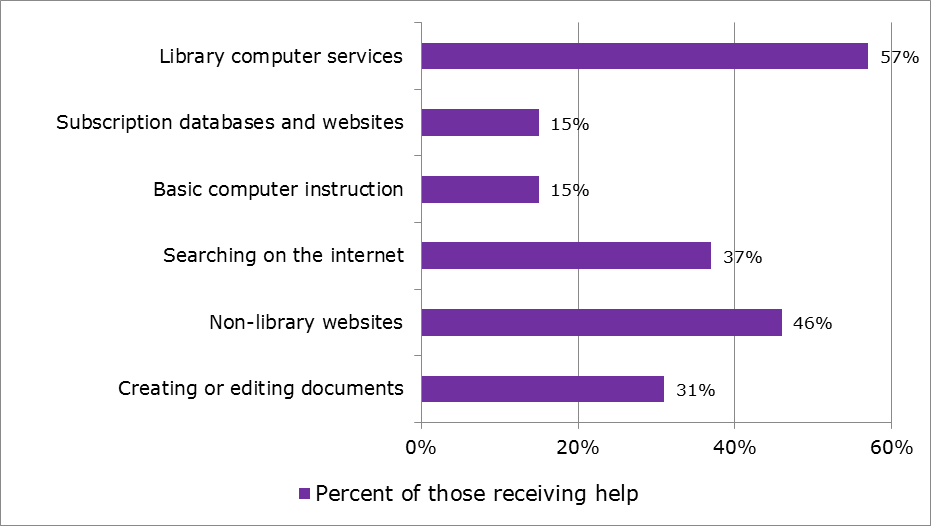 Library computer services
57%
Subscription databases and websites
15%
Basic computer instruction
15%
Searching on the internet
37%
Non-library websites
46%
Creating or editing documents
31%
0% 20% 40% 60%
Percent of those receiving help